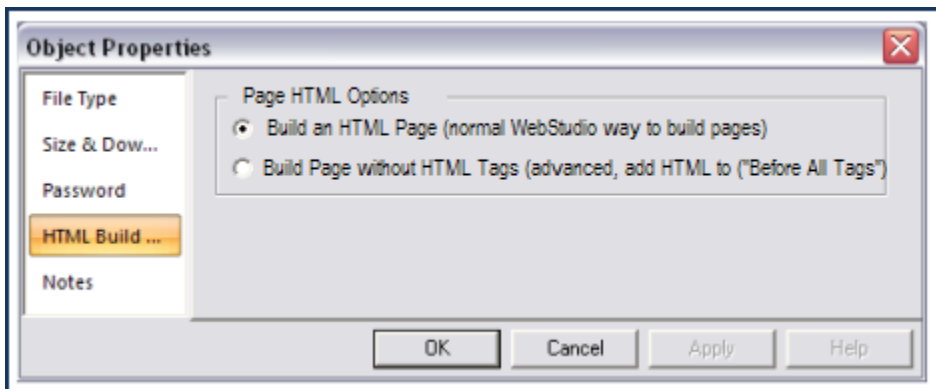 Object Properties
File Type
Size & Dow...
Password
HTML Build ...
Notes
Page HTML Options
Build an HTML Page (normal WebStudio way to build pages)
Build Page without HTML Tags (advanced, add HTML to ("Before All Tags")
OK
Cancel
Apply
Help